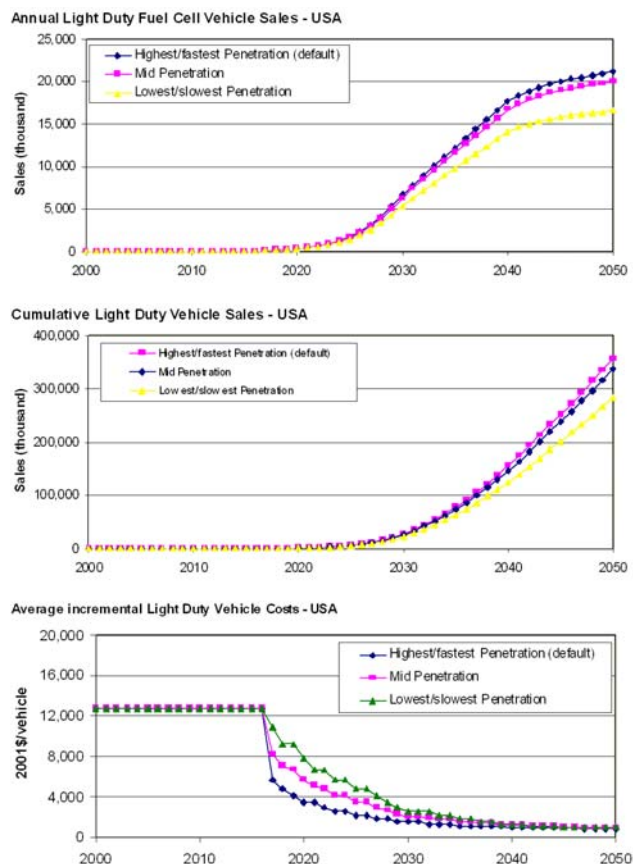 Annual Light Duty Fuel Cell Vehicle Sales - USA
25,000
20,000
15,000
10,000
5,000
0
Sales (thousand)
Highest/fastest Penetration (default)
Mid Penetration
Lowest/slowest Penetration
2000 2010 2020 2030 2040 2050
Cumulative Light Duty Vehicle Sales - USA
400,000
300,000
200,000
100,000
0
Sales (thousand)
Highest/fastest Penetration (default)
Mid Penetration
Lowest/slowest Penetration
2000 2010 2020 2030 2040 2050
Average incremental Light Duty Vehicle Costs - USA
20,000
16,000
12,000
8,000
4,000
0
2001$/vehicle
Highest/fastest Penetration (default)
Mid Penetration
Lowest/slowest Penetration
2000 2010 2020 2030 2040 2050